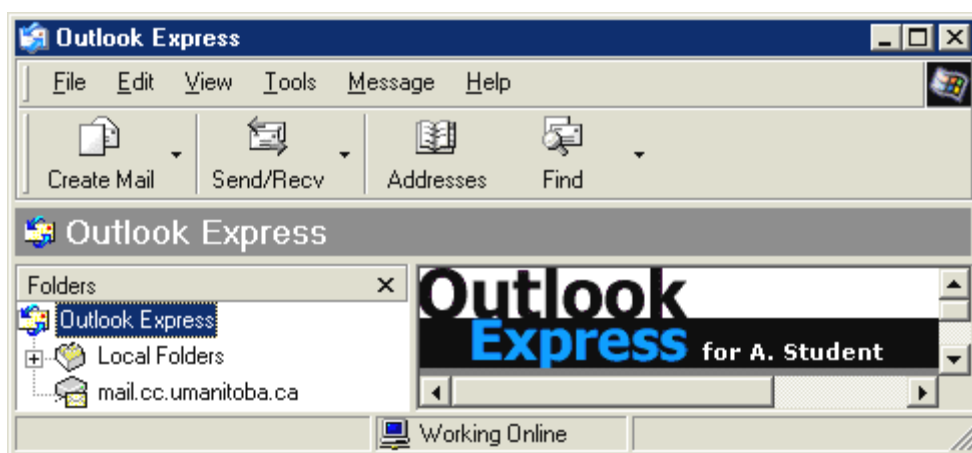 Outlook Express
File Edit View Tools Message Help
Create Mail Send/Recv Addresses Find
Outlook Express
Folders
Outlook Express
Local Folders
mail.cc.umanitoba.ca
Outlook
Express for A. Student
Working Online